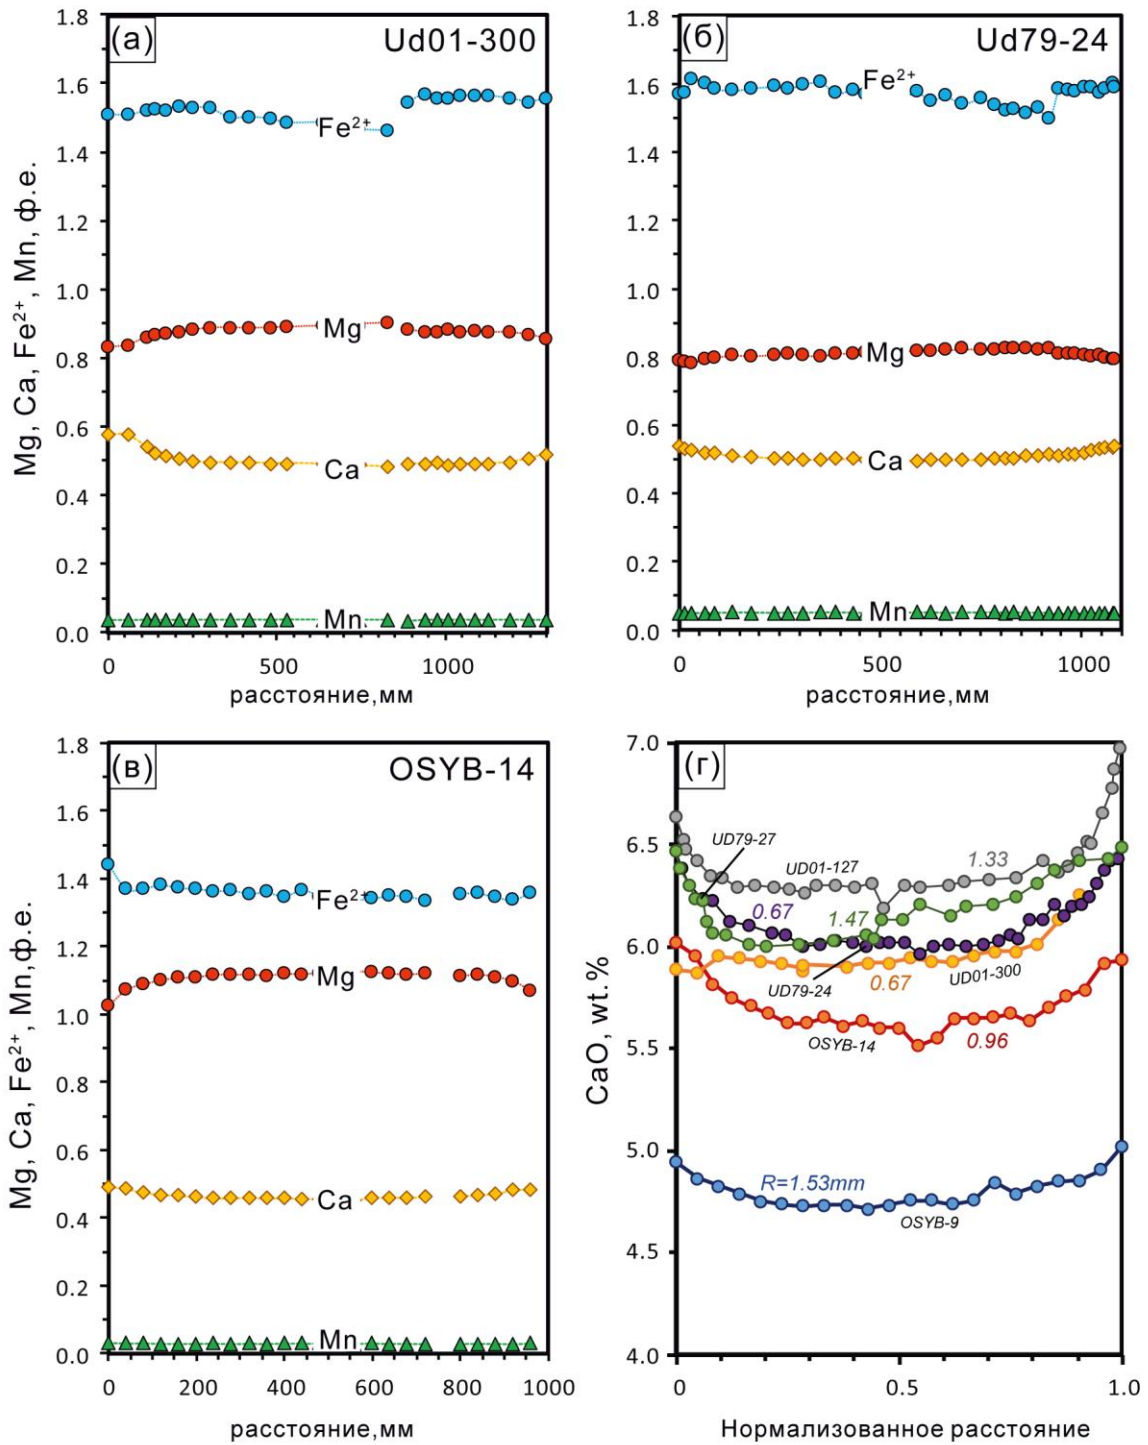 (а)
Ud01-300
Mg, Ca, Fe²⁺, Mn, ф.е.
1.8
1.6
1.4
1.2
1.0
0.8
0.6
0.4
0.2
0.0
Fe²⁺
Mg
Ca
Mn
0 500 1000
расстояние,мм
(б)
Ud79-24
1.8
1.6
1.4
1.2
1.0
0.8
0.6
0.4
0.2
0.0
Fe²⁺
Mg
Ca
Mn
0 500 1000
расстояние,мм
(в)
OSYB-14
Mg, Ca, Fe²⁺, Mn,ф.е.
1.8
1.6
1.4
1.2
1.0
0.8
0.6
0.4
0.2
0.0
Fe²⁺
Mg
Ca
Mn
0 200 400 600 800 1000
расстояние,мм
(г)
CaO, wt.%
7.0
6.5
6.0
5.5
5.0
4.5
4.0
UD79-27
UD01-127
1.33
0.67
1.47
UD79-24
0.67
UD01-300
OSYB-14
0.96
R=1.53mm
OSYB-9
0 0.5 1.0
Нормализованное расстояние